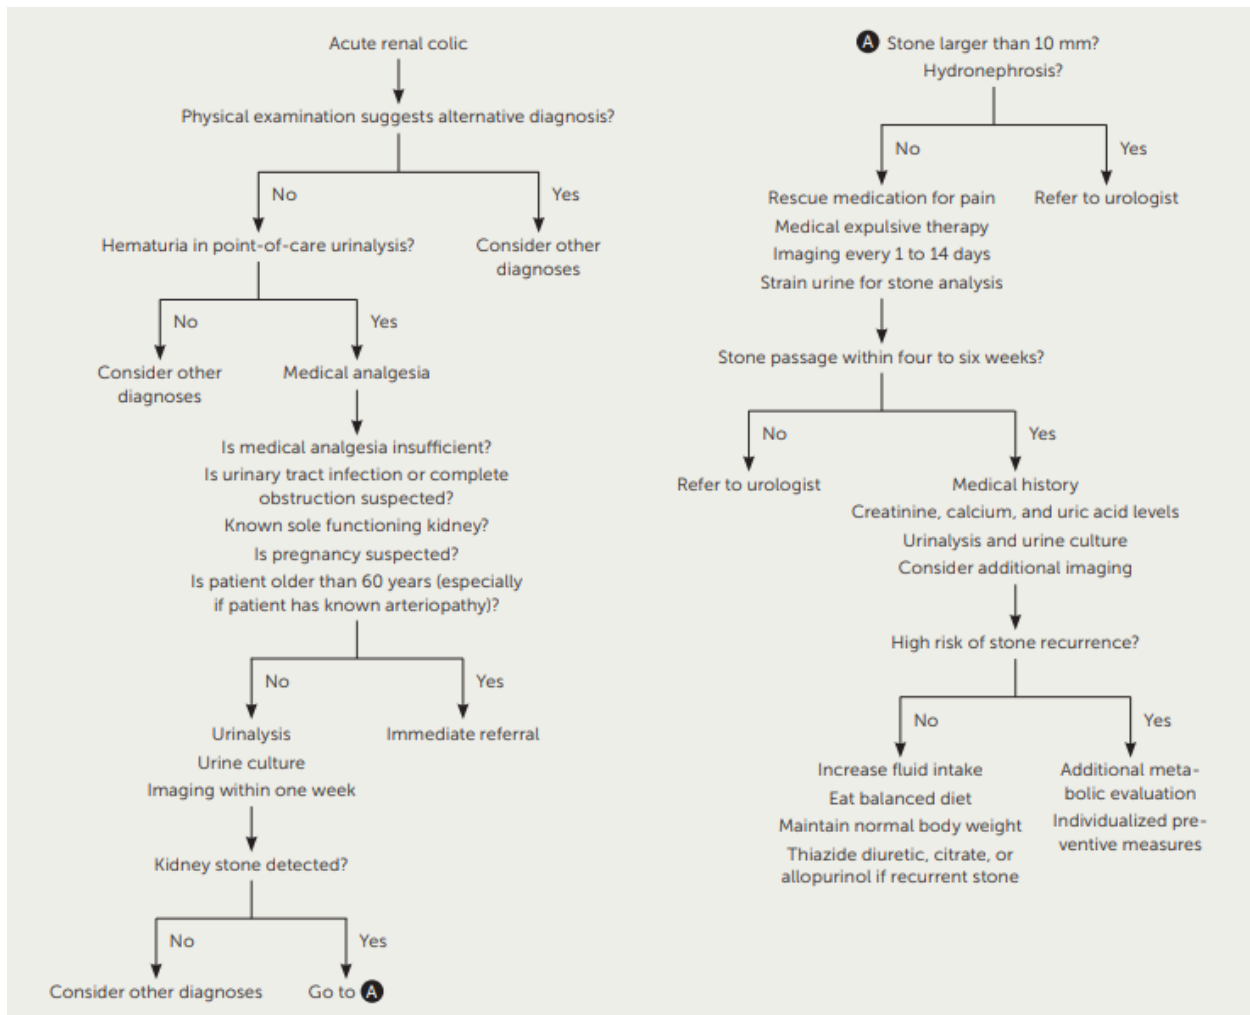 Acute renal colic
Physical examination suggests alternative diagnosis?
No
Yes
Hematuria in point-of-care urinalysis?
Consider other
diagnoses
No
Yes
Consider other
diagnoses
Medical analgesia
Is medical analgesia insufficient?
Is urinary tract infection or complete
obstruction suspected?
Known sole functioning kidney?
Is pregnancy suspected?
Is patient older than 60 years (especially
if patient has known arteriopathy)?
No
Yes
Urinalysis
Urine culture
Imaging within one week
Immediate referral
Kidney stone detected?
No
Yes
Consider other diagnoses
Go to A
A Stone larger than 10 mm?
Hydronephrosis?
No
Yes
Rescue medication for pain
Medical expulsive therapy
Imaging every 1 to 14 days
Strain urine for stone analysis
Refer to urologist
Stone passage within four to six weeks?
No
Yes
Refer to urologist
Medical history
Creatinine, calcium, and uric acid levels
Urinalysis and urine culture
Consider additional imaging
High risk of stone recurrence?
No
Yes
Increase fluid intake
Eat balanced diet
Maintain normal body weight
Thiazide diuretic, citrate, or
allopurinol if recurrent stone
Additional meta-
bolic evaluation
Individualized pre-
ventive measures